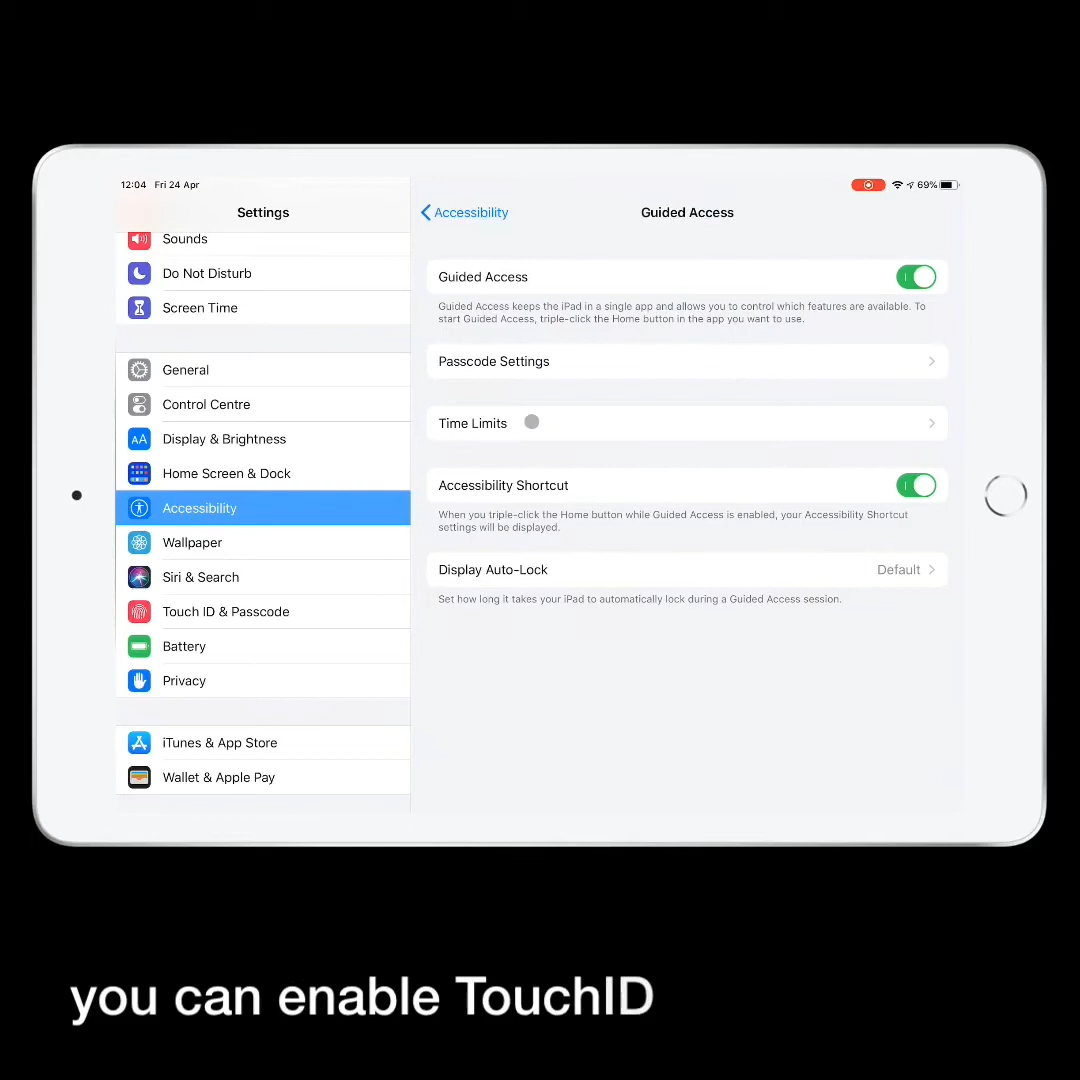 12:04 Fri 24 Apr
69%
Settings
Sounds
Do Not Disturb
Screen Time
General
Control Centre
AA Display & Brightness
Home Screen & Dock
Accessibility
Wallpaper
Siri & Search
Touch ID & Passcode
Battery
Privacy
iTunes & App Store
Wallet & Apple Pay
Accessibility
Guided Access
Guided Access
Guided Access keeps the iPad in a single app and allows you to control which features are available. To
start Guided Access, triple-click the Home button in the app you want to use.
Passcode Settings
Time Limits
Accessibility Shortcut
When you triple-click the Home button while Guided Access is enabled, your Accessibility Shortcut
settings will be displayed.
Display Auto-Lock Default
Set how long it takes your iPad to automatically lock during a Guided Access session.
you can enable TouchID